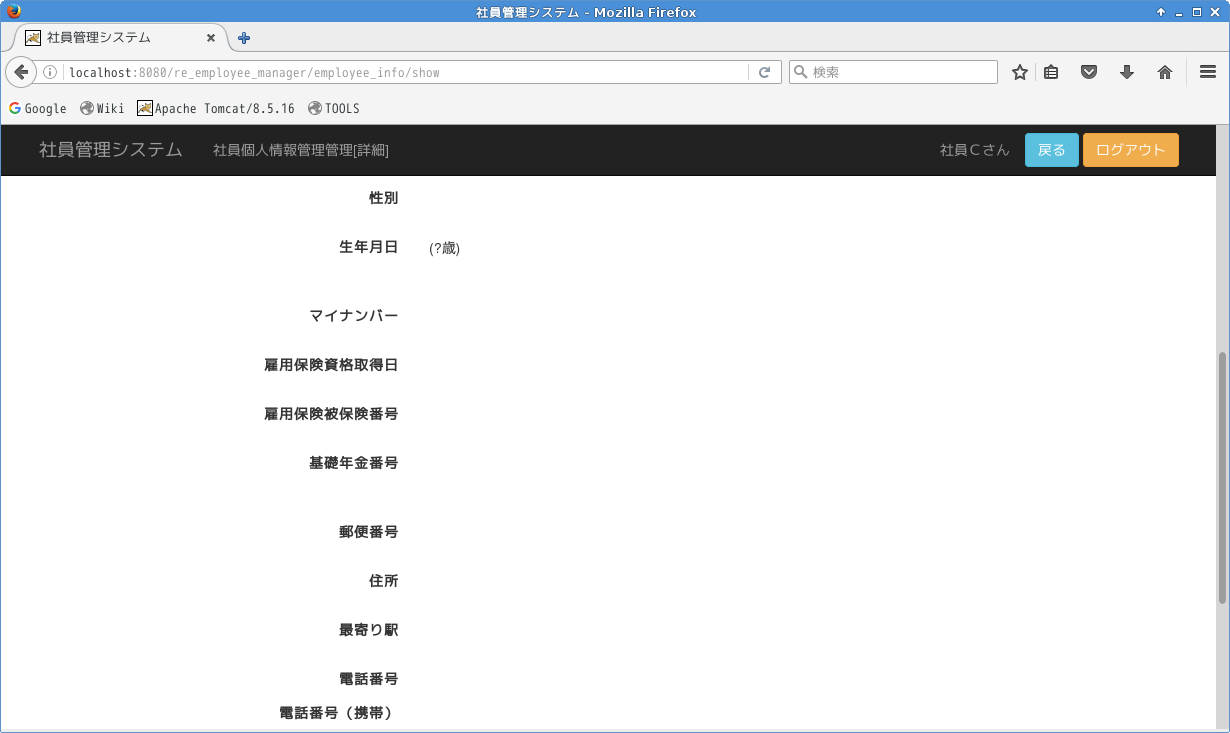 社員管理システム - Mozilla Firefox
社員管理システム
localhost:8080/re_employee_manager/employee_info/show
検索
Google Wiki Apache Tomcat/8.5.16 TOOLS
社員管理システム 社員個人情報管理管理[詳細] 社員Ｃさん 戻る ログアウト
性別
生年月日 (?歳)
マイナンバー
雇用保険資格取得日
雇用保険被保険番号
基礎年金番号
郵便番号
住所
最寄り駅
電話番号
電話番号（携帯）